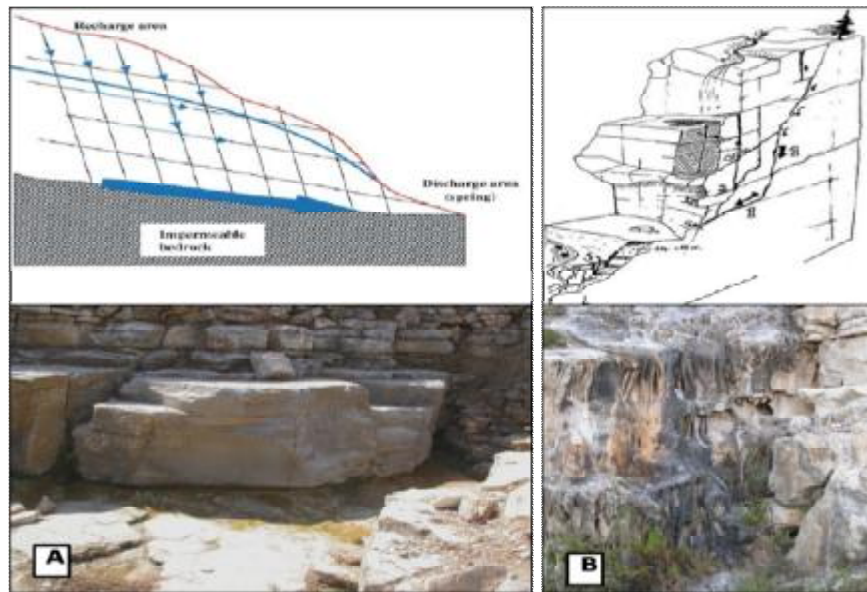 Recharge area
Discharge area
(spring)
Impermeable
bedrock
A
B